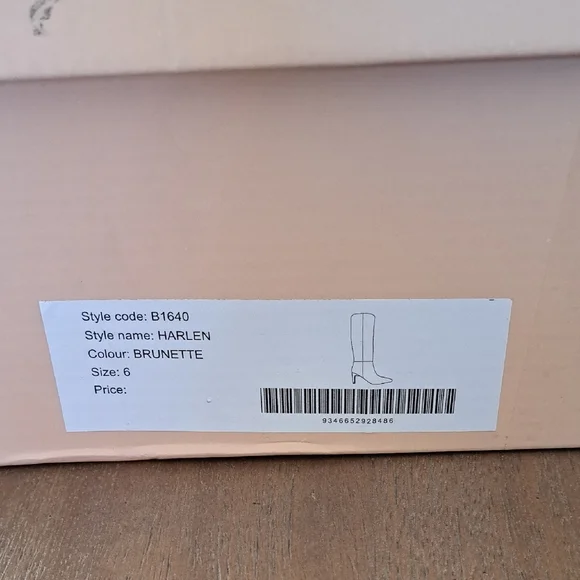 Style code: B1640
Style name: HARLEN
Colour: BRUNETTE
Size: 6
Price:
9346652928486